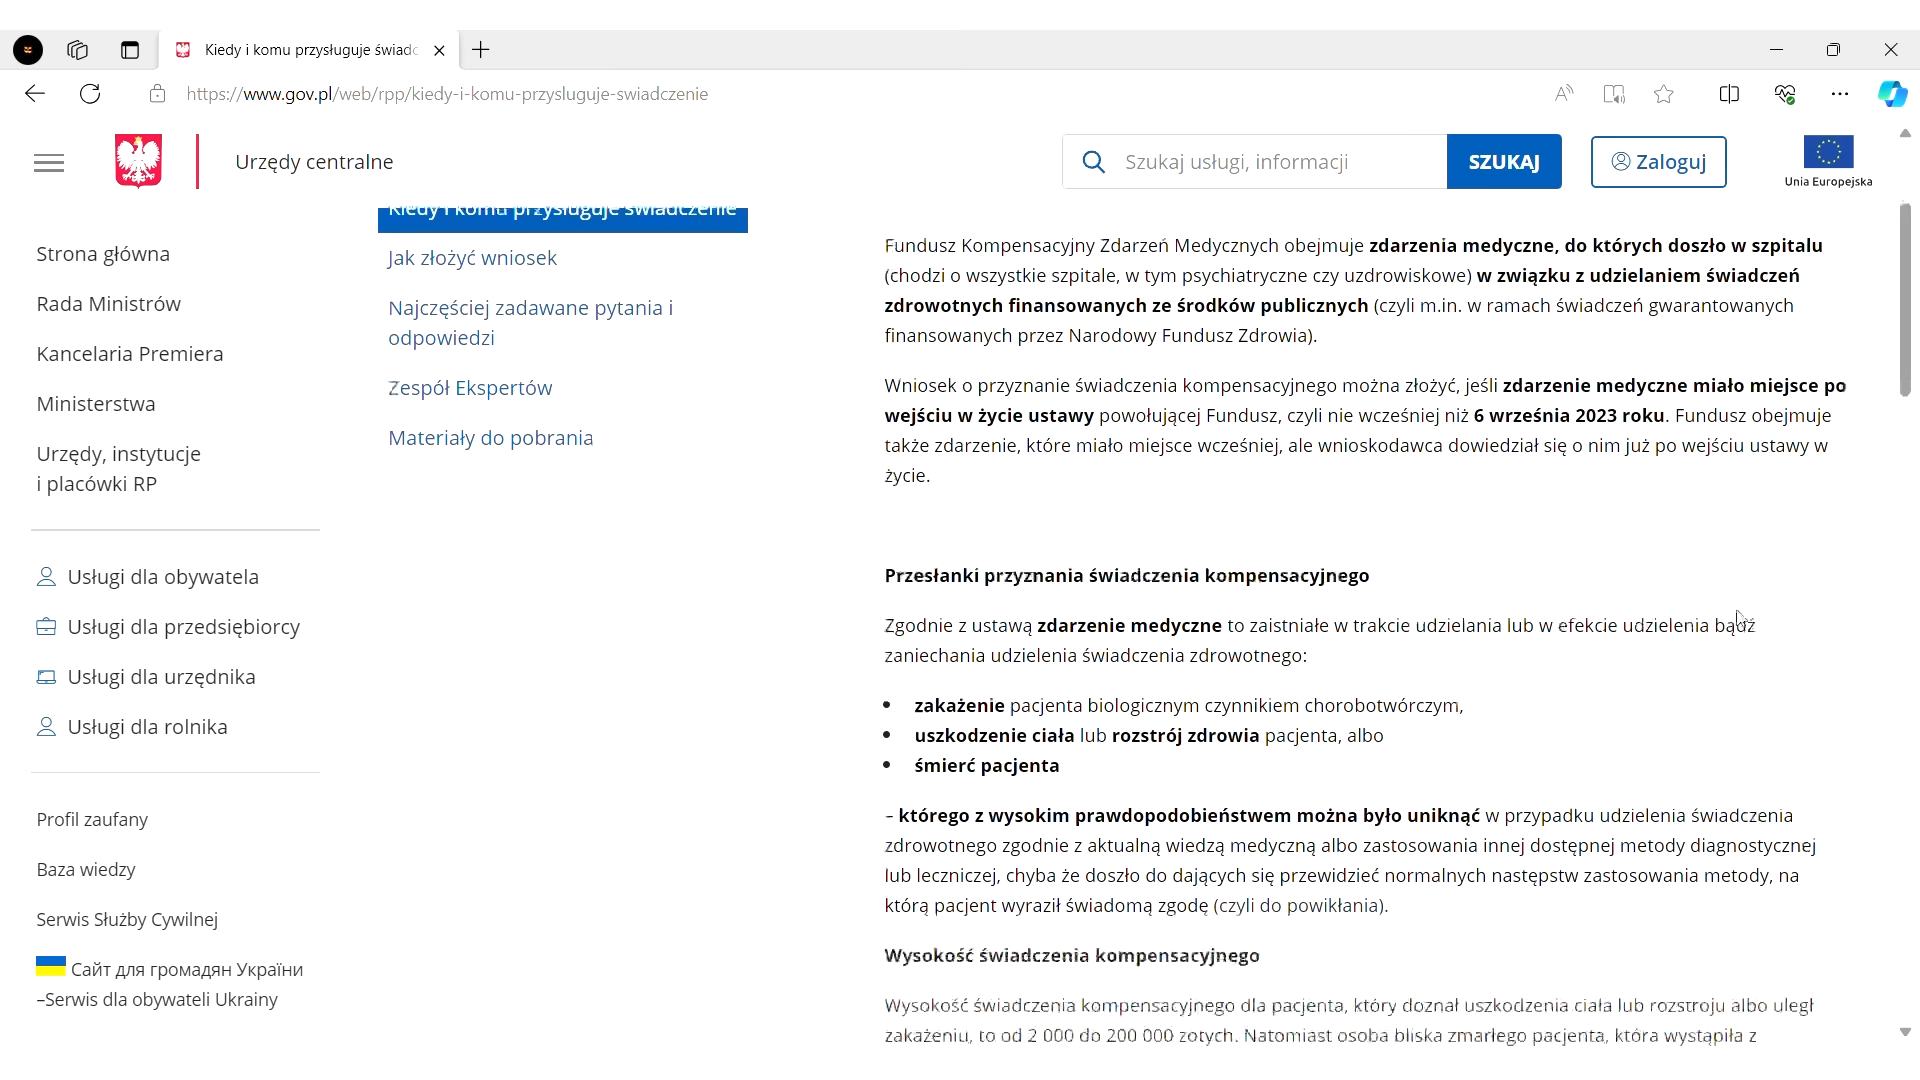 Kiedy i komu przysługuje świadc
https://www.gov.pl/web/rpp/kiedy-i-komu-przysluguje-swiadczenie
Urzędy centralne
Szukaj usługi, informacji
SZUKAJ
Zaloguj
Unia Europejska
Strona główna
Rada Ministrów
Kancelaria Premiera
Ministerstwa
Urzędy, instytucje
i placówki RP
Usługi dla obywatela
Usługi dla przedsiębiorcy
Usługi dla urzędnika
Usługi dla rolnika
Profil zaufany
Baza wiedzy
Serwis Służby Cywilnej
Сайт для громадян України
–Serwis dla obywateli Ukrainy
Kiedy i komu przysługuje świadczenie
Jak złożyć wniosek
Najczęściej zadawane pytania i
odpowiedzi
Zespół Ekspertów
Materiały do pobrania
Fundusz Kompensacyjny Zdarzeń Medycznych obejmuje zdarzenia medyczne, do których doszło w szpitalu
(chodzi o wszystkie szpitale, w tym psychiatryczne czy uzdrowiskowe) w związku z udzielaniem świadczeń
zdrowotnych finansowanych ze środków publicznych (czyli m.in. w ramach świadczeń gwarantowanych
finansowanych przez Narodowy Fundusz Zdrowia).
Wniosek o przyznanie świadczenia kompensacyjnego można złożyć, jeśli zdarzenie medyczne miało miejsce po
wejściu w życie ustawy powołującej Fundusz, czyli nie wcześniej niż 6 września 2023 roku. Fundusz obejmuje
także zdarzenie, które miało miejsce wcześniej, ale wnioskodawca dowiedział się o nim już po wejściu ustawy w
życie.
Przesłanki przyznania świadczenia kompensacyjnego
Zgodnie z ustawą zdarzenie medyczne to zaistniałe w trakcie udzielania lub w efekcie udzielenia bądź
zaniechania udzielenia świadczenia zdrowotnego:
• zakażenie pacjenta biologicznym czynnikiem chorobotwórczym,
• uszkodzenie ciała lub rozstrój zdrowia pacjenta, albo
• śmierć pacjenta
– którego z wysokim prawdopodobieństwem można było uniknąć w przypadku udzielenia świadczenia
zdrowotnego zgodnie z aktualną wiedzą medyczną albo zastosowania innej dostępnej metody diagnostycznej
lub leczniczej, chyba że doszło do dających się przewidzieć normalnych następstw zastosowania metody, na
którą pacjent wyraził świadomą zgodę (czyli do powikłania).
Wysokość świadczenia kompensacyjnego
Wysokość świadczenia kompensacyjnego dla pacjenta, który doznał uszkodzenia ciała lub rozstroju albo uległ
zakażeniu, to od 2 000 do 200 000 zotych. Natomiast osoba bliska zmarłego pacjenta, która wystąpiła z